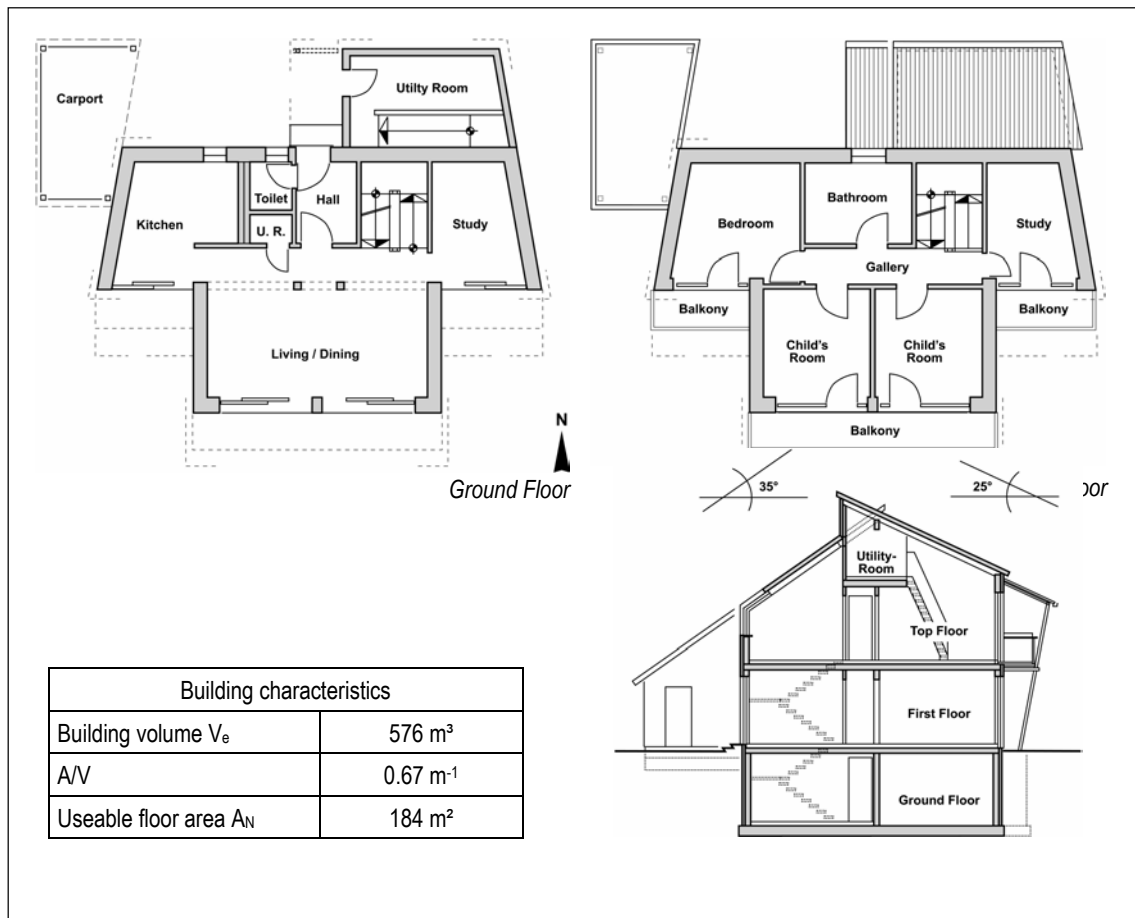 Carport
Utilty Room
Toilet
Hall
Kitchen
U. R.
Study
Living / Dining
N
Ground Floor
Bathroom
Bedroom
Study
Gallery
Balkony
Balkony
Child's
Room
Child's
Room
Balkony
35°
25°
oor
Utility-
Room
Top Floor
First Floor
Ground Floor
Building characteristics
Building volume Ve 576 m³
A/V 0.67 m-1
Useable floor area AN 184 m²